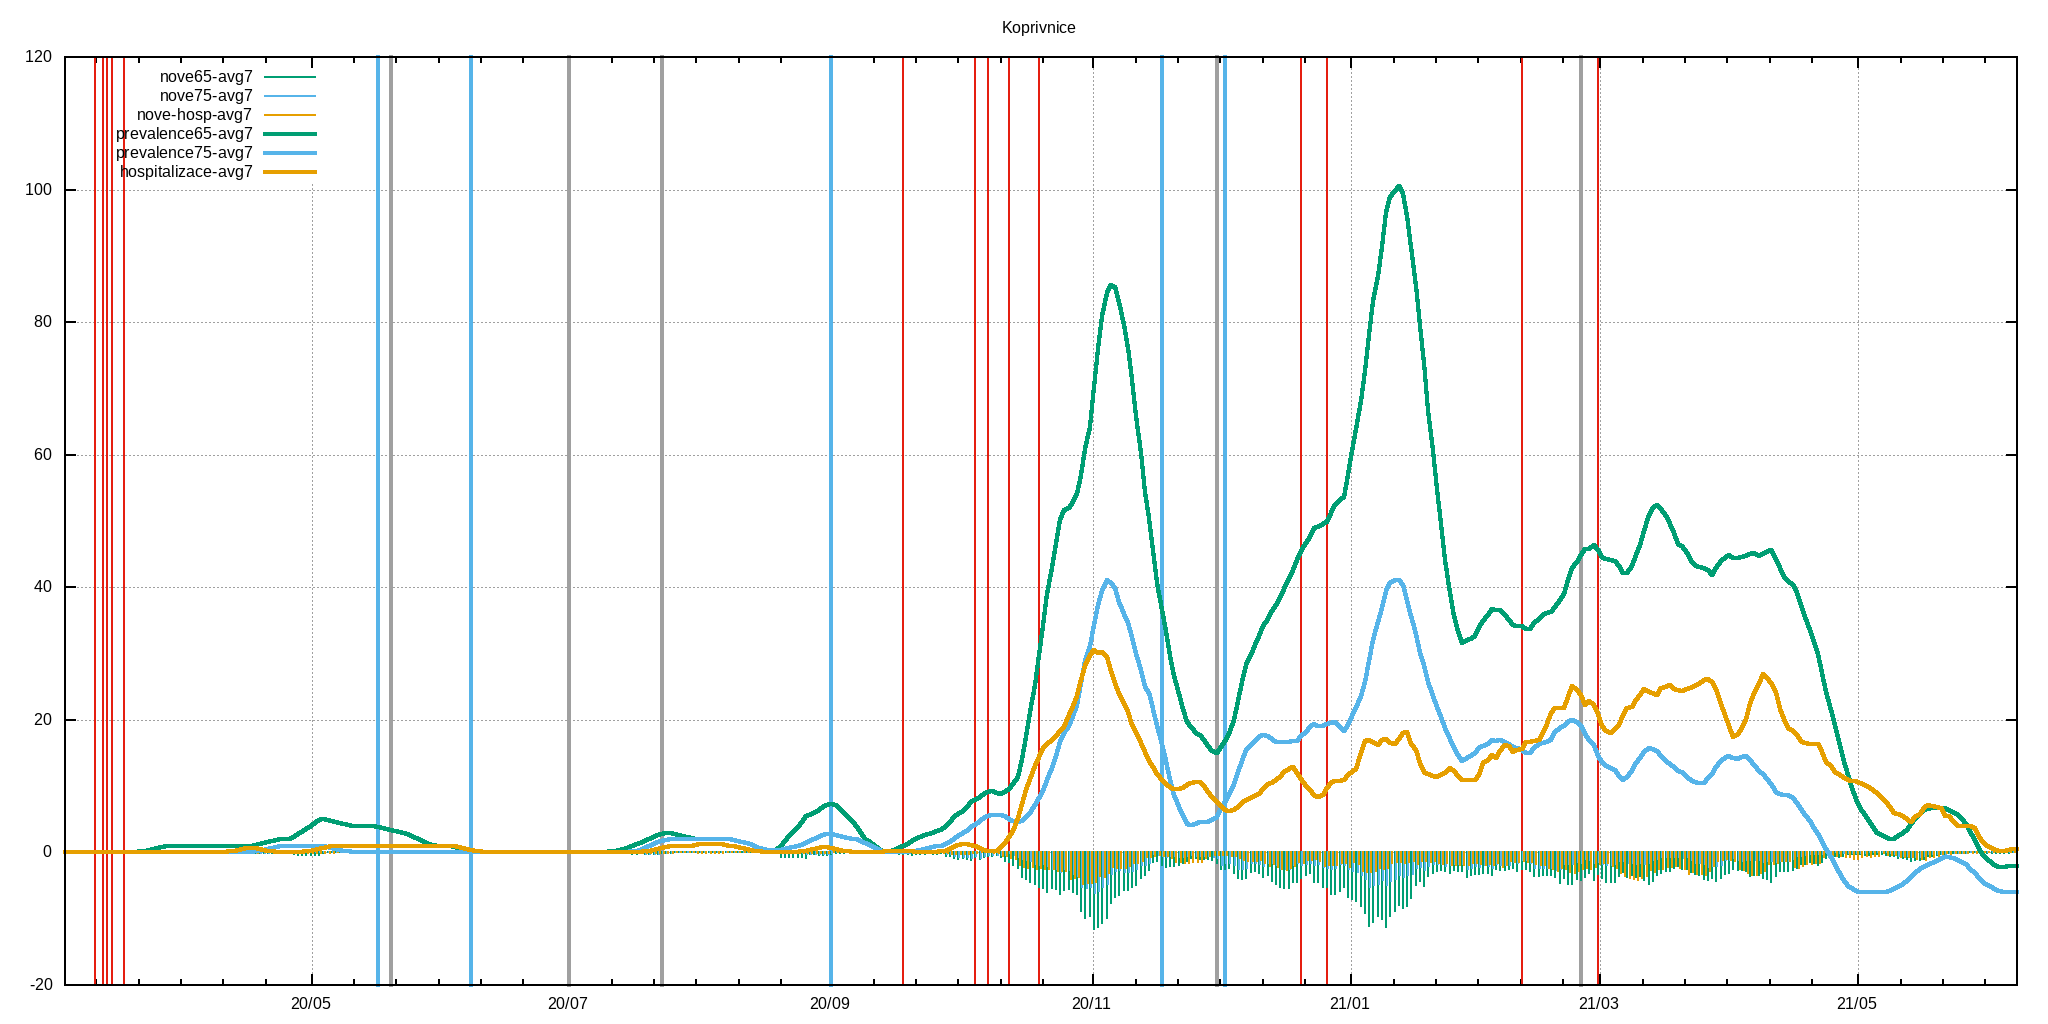 Koprivnice
120
100
80
60
40
20
0
-20
nove65-avg7
nove75-avg7
nove-hosp-avg7
prevalence65-avg7
prevalence75-avg7
hospitalizace-avg7
20/05 20/07 20/09 20/11 21/01 21/03 21/05